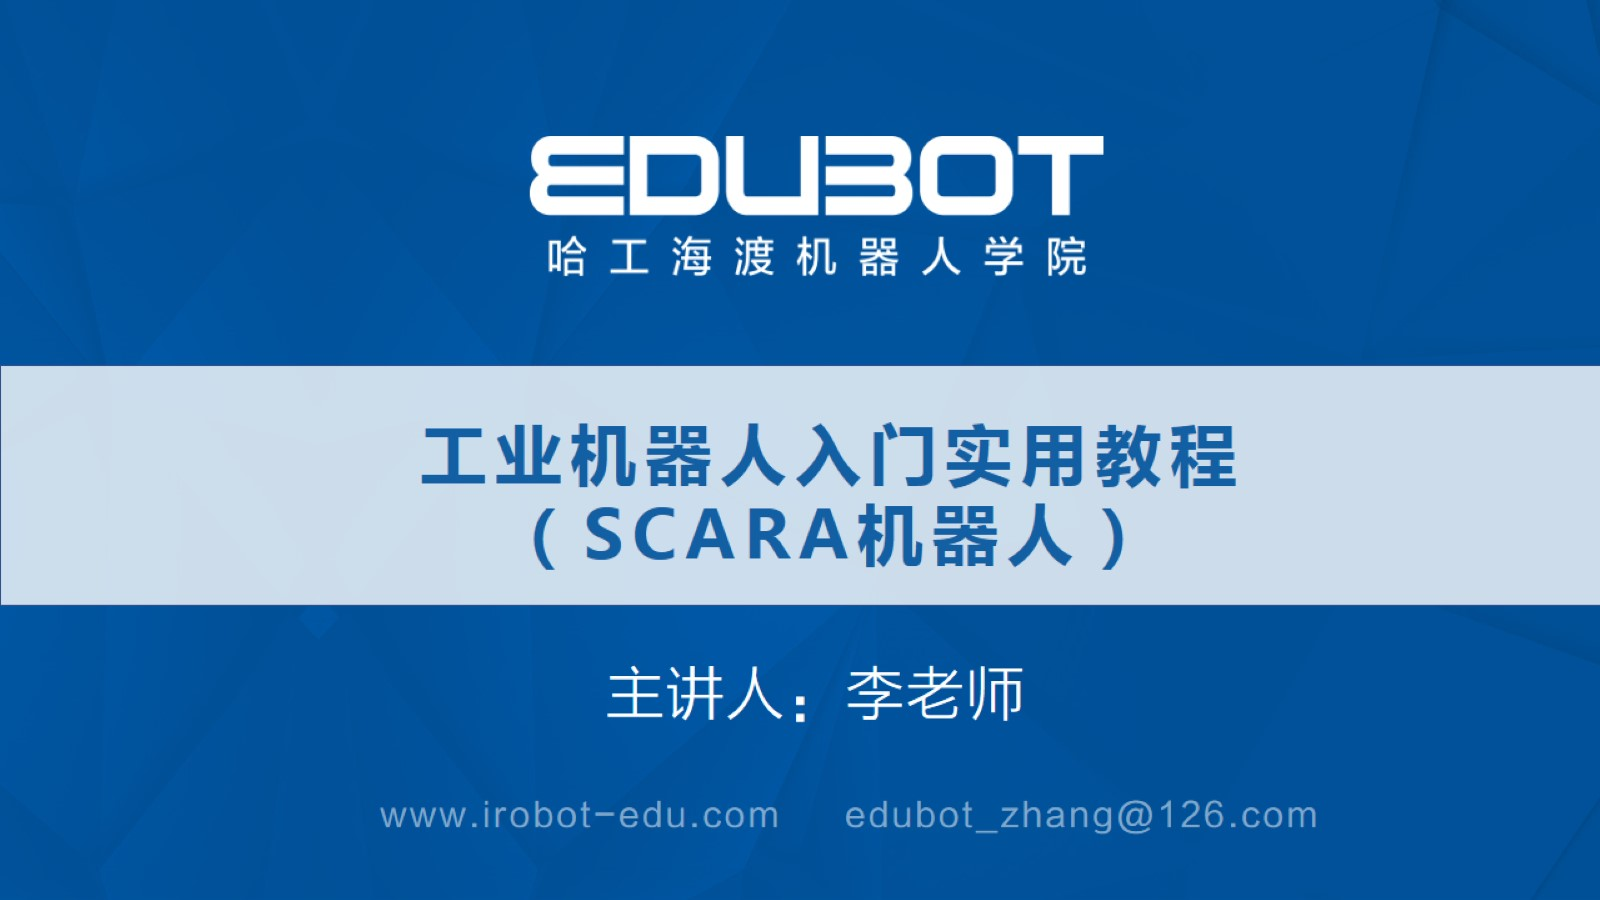 EDUBOT
哈工海渡机器人学院
工业机器人入门实用教程
（SCARA机器人）
主讲人：李老师
www.irobot-edu.com edubot_zhang@126.com